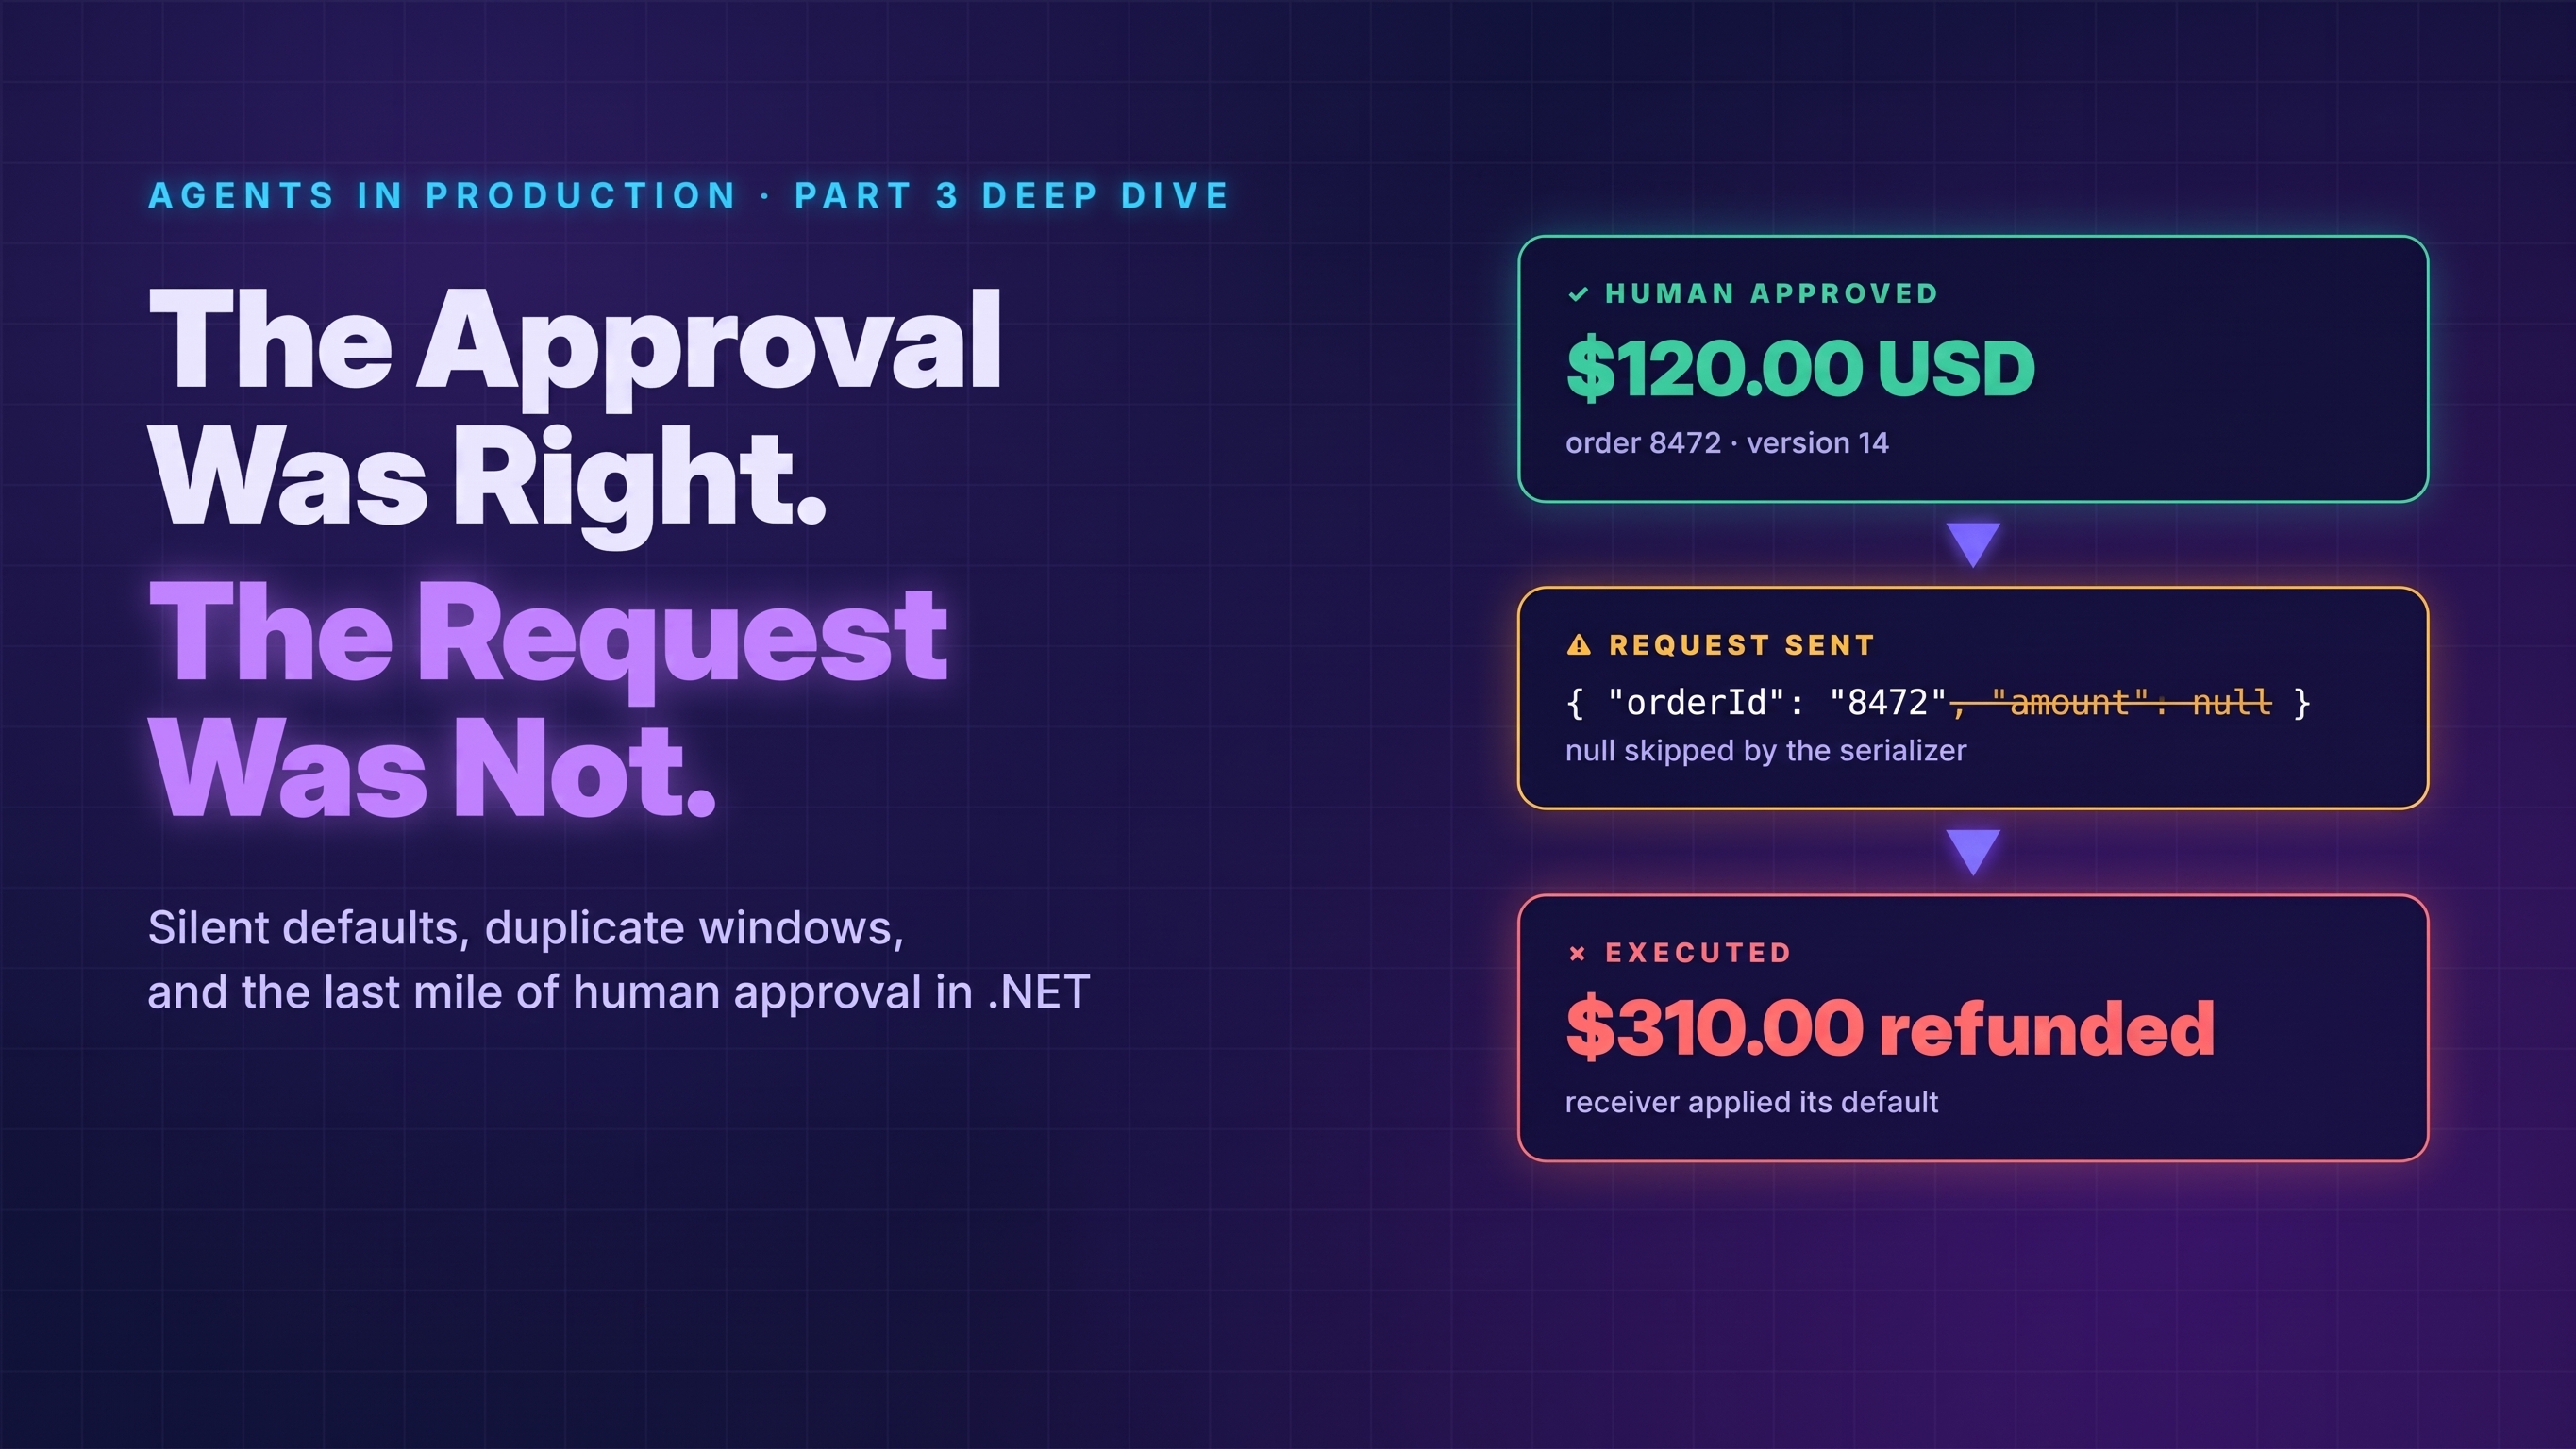 AGENTS IN PRODUCTION · PART 3 DEEP DIVE
The Approval
Was Right.
The Request
Was Not.
Silent defaults, duplicate windows,
and the last mile of human approval in .NET
✓ HUMAN APPROVED
$120.00 USD
order 8472 · version 14
⚠ REQUEST SENT
{ "orderId": "8472", "amount": null }
null skipped by the serializer
× EXECUTED
$310.00 refunded
receiver applied its default